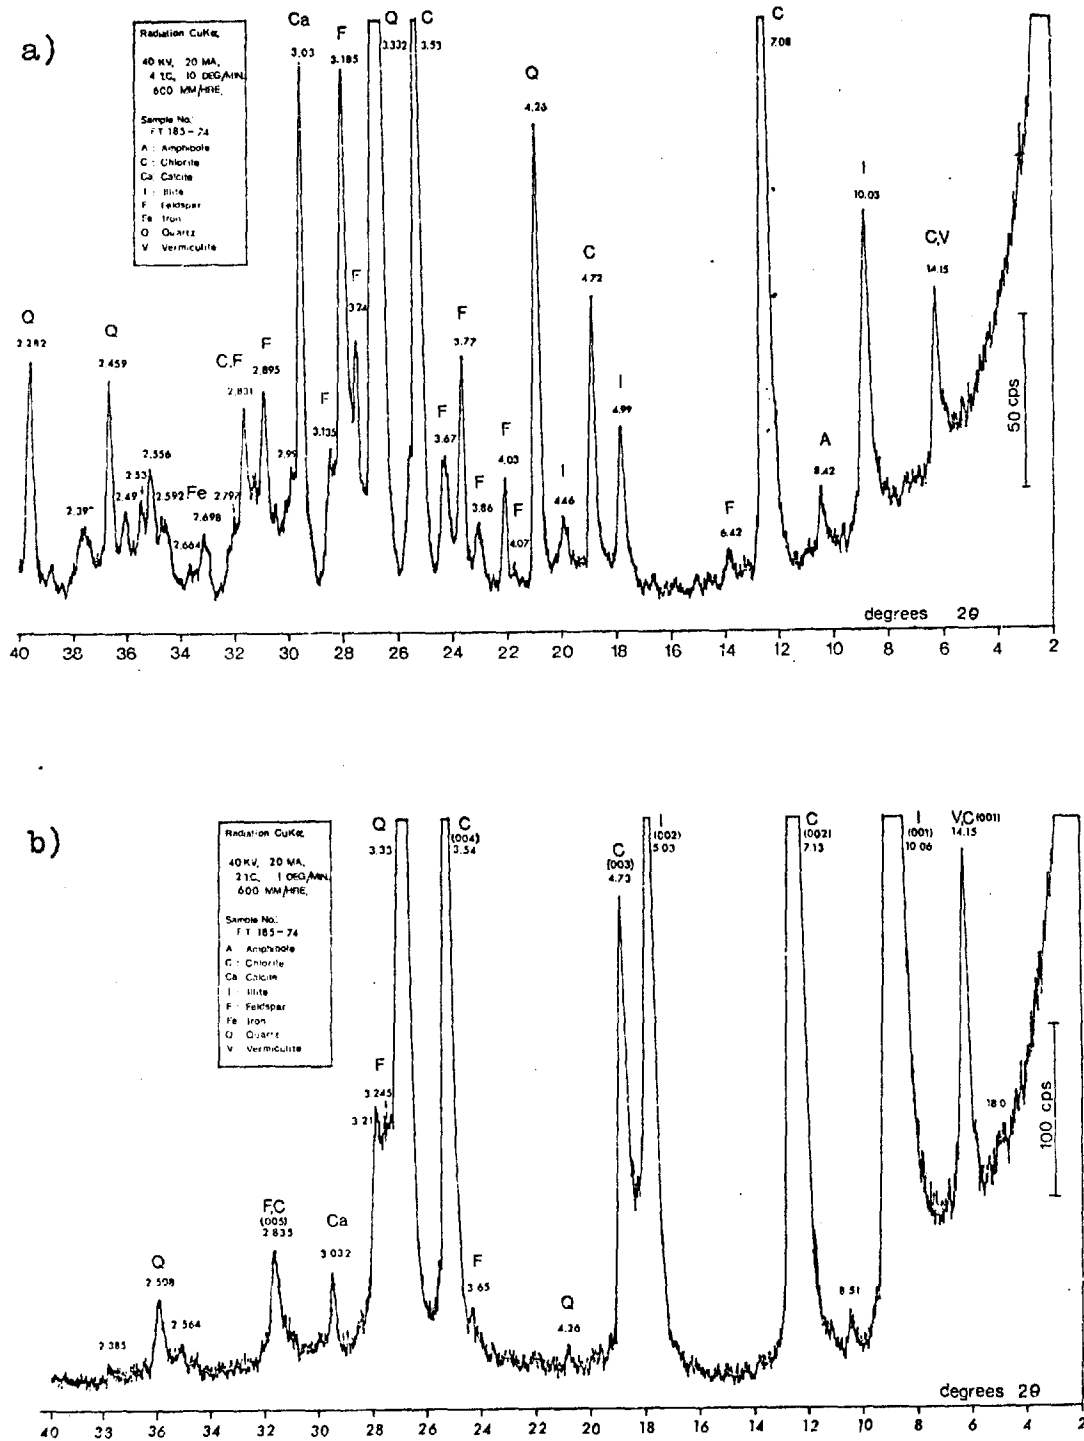 a)
Radiation CuKα,
40 KV, 20 MA,
4 T.C, 10 DEG/MIN.
600 MM/HRE,
Sample No.:
FT 185-74
A : Amphibole
C : Chlorite
Ca: Calcite
I : Illite
F : Feldspar
Fe: Iron
Q : Quartz
V : Vermiculite
Q
2.282
Q
2.459
2.49
2.53
2.556
2.592
Fe
2.664
2.698
2.797
C,F
2.831
F
2.895
2.99
Ca
3.03
F
3.135
F
3.185
F
3.24
Q
3.332
C
3.53
F
3.67
F
3.77
F
3.86
F
4.03
F
4.07
Q
4.26
I
4.46
C
4.72
I
4.99
F
6.42
C
7.08
A
8.42
I
10.03
C,V
14.15
50 cps
degrees 2θ
40 38 36 34 32 30 28 26 24 22 20 18 16 14 12 10 8 6 4 2
b)
Radiation CuKα,
40 KV, 20 MA,
2 T.C, 1 DEG/MIN.
600 MM/HRE,
Sample No.:
FT 185-74
A : Amphibole
C : Chlorite
Ca: Calcite
I : Illite
F : Feldspar
Fe: Iron
Q : Quartz
V : Vermiculite
2.385
Q
2.508
2.564
F,C
(005)
2.835
Ca
3.032
F
3.245
3.21
Q
3.33
C
(004)
3.54
F
3.65
Q
4.26
C
(003)
4.73
I
(002)
5.03
C
(002)
7.13
8.51
I
(001)
10.06
V,C (001)
14.15
18.0
100 cps
degrees 2θ
40 38 36 34 32 30 28 26 24 22 20 18 16 14 12 10 8 6 4 2